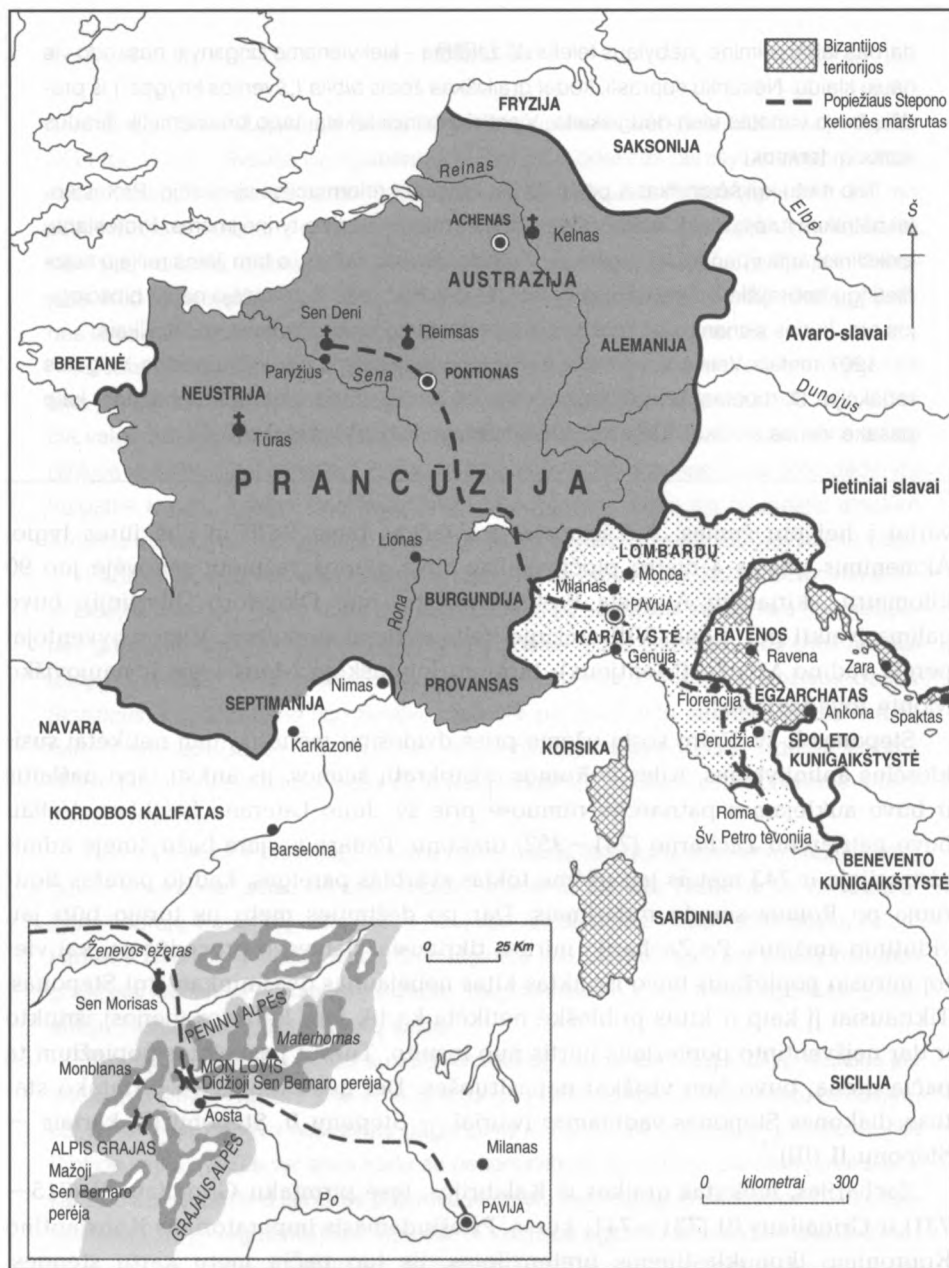 Bizantijos
teritorijos
Popiežiaus Stepono
kelionės maršrutas
FRYZIJA
SAKSONIJA
Elba
Š
Reinas
ACHENAS
Kelnas
AUSTRAZIJA
Sen Deni
Reimsas
BRETANĖ
Paryžius
Sena
PONTIONAS
ALEMANIJA
Avaro-slavai
NEUSTRIJA
Tūras
Dunojus
PRANCŪZIJA
Pietiniai slavai
Lionas
LOMBARDŲ
Milanas
Monca
Rona
BURGUNDIJA
PAVIJA
KARALYSTĖ
RAVENOS
Genuja
Ravena
Zara
Nimas
PROVANSAS
Florencija
EGZARCHATAS
SEPTIMANIJA
Ankona
Spaktas
NAVARA
Karkazonė
KORSIKA
Perudžia
SPOLETO
KUNIGAIKŠTYSTĖ
KORDOBOS KALIFATAS
Roma
Šv. Petro tėvonija
Barselona
BENEVENTO
KUNIGAIKŠTYSTĖ
SARDINIJA
Ženevos ežeras
0 25 Km
Sen Morisas
PENINŲ ALPĖS
Materhomas
Monblanas
MON LOVIS
Didžioji Sen Bernaro perėja
Aosta
SICILIJA
ALPIS GRAJAS
Mažoji
Sen Bernaro
perėja
GRAJAUS ALPĖS
Milanas
Po
PAVIJA
0 kilometrai 300